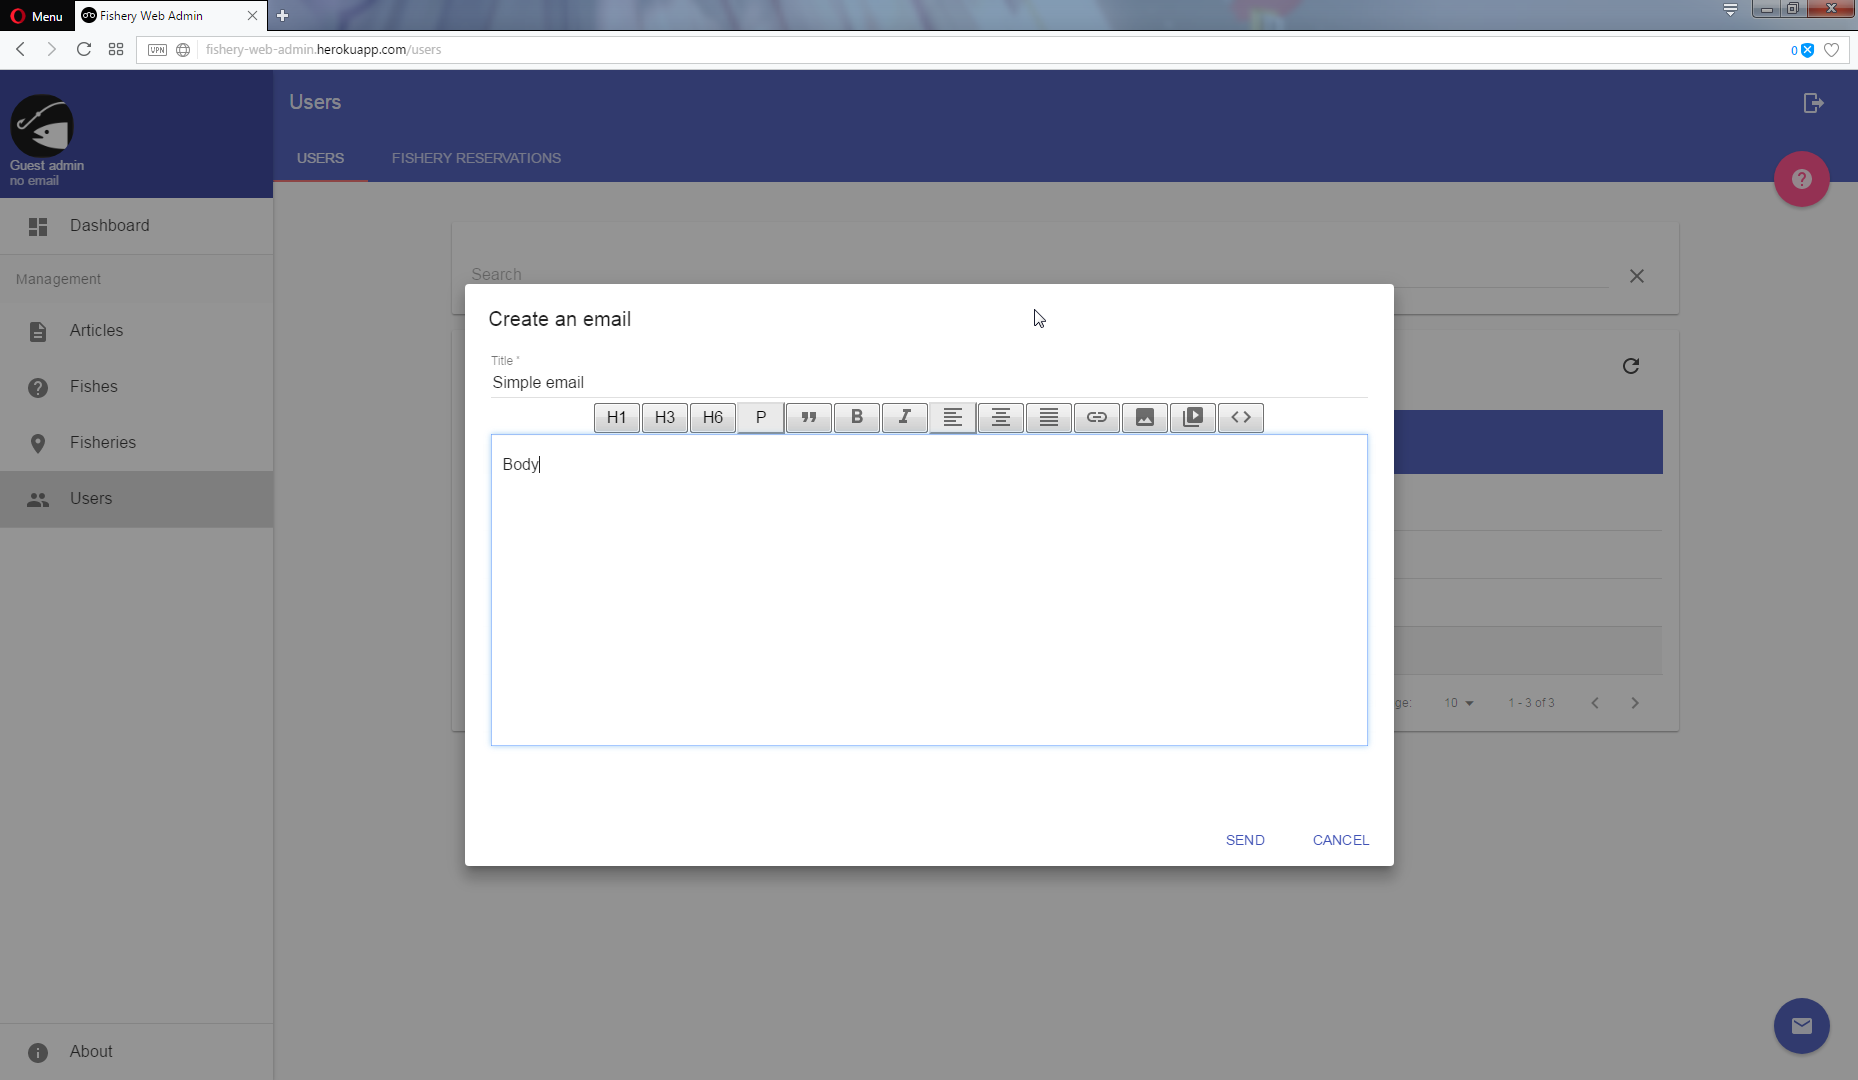 Menu
Fishery Web Admin
VPN
fishery-web-admin.herokuapp.com/users
0
Guest admin
no email
Users
USERS
FISHERY RESERVATIONS
Dashboard
Management
Articles
Fishes
Fisheries
Users
About
Search
Create an email
Title *
Simple email
H1 H3 H6 P B I
Body
ge:
10
1 - 3 of 3
SEND
CANCEL